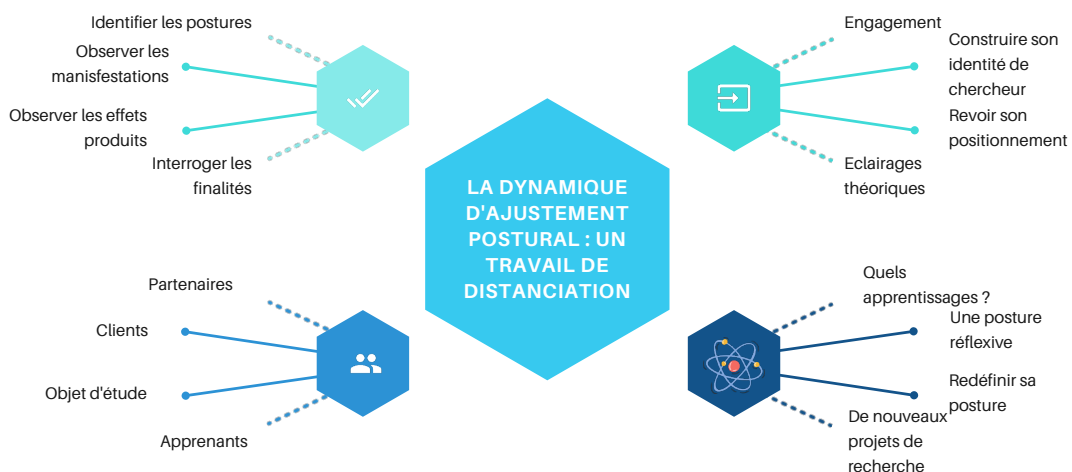 Identifier les postures
Observer les
manisfestations
Observer les effets
produits
Interroger les
finalités
Engagement
Construire son
identité de
chercheur
Revoir son
positionnement
Eclairages
théoriques
LA DYNAMIQUE
D'AJUSTEMENT
POSTURAL : UN
TRAVAIL DE
DISTANCIATION
Partenaires
Clients
Objet d'étude
Apprenants
Quels
apprentissages ?
Une posture
réflexive
Redéfinir sa
posture
De nouveaux
projets de
recherche